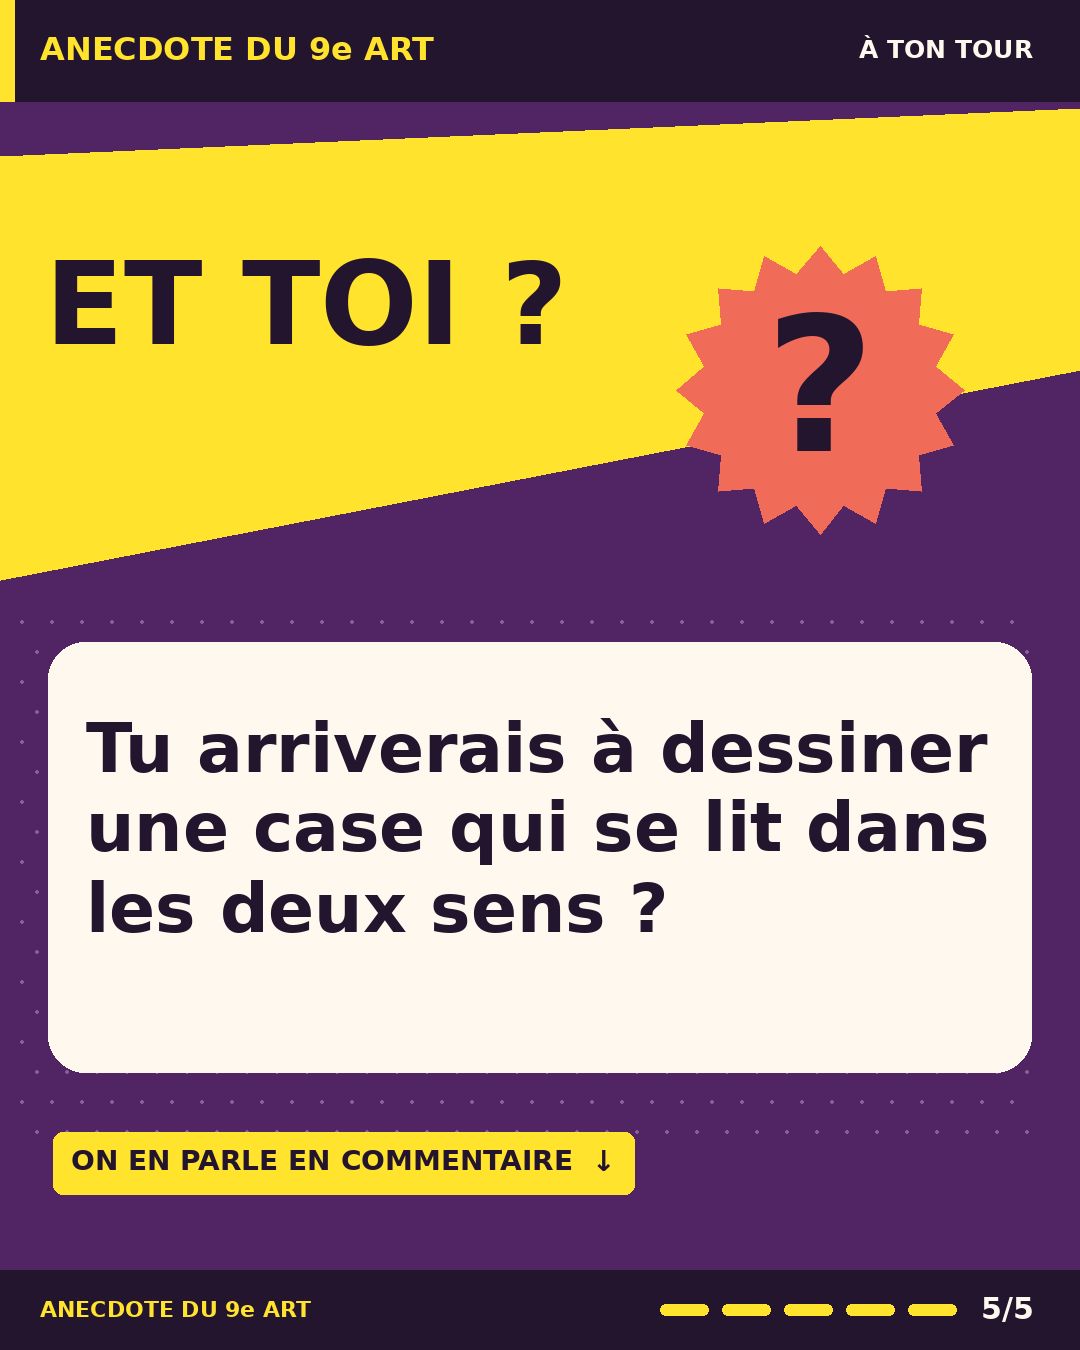 ANECDOTE DU 9e ART
À TON TOUR
ET TOI ?
?
Tu arriverais à dessiner
une case qui se lit dans
les deux sens ?
ON EN PARLE EN COMMENTAIRE ↓
ANECDOTE DU 9e ART
5/5